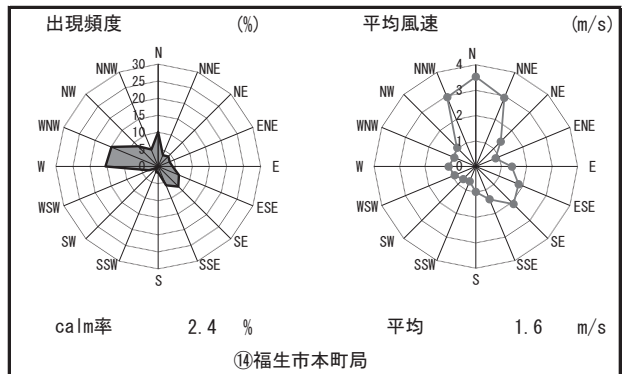 出現頻度 (%) 平均風速 (m/s)
N
NNE
NE
ENE
E
ESE
SE
SSE
S
SSW
SW
WSW
W
WNW
NW
NNW
30
25
20
15
10
5
0
N
NNE
NE
ENE
E
ESE
SE
SSE
S
SSW
SW
WSW
W
WNW
NW
NNW
4
3
2
1
0
calm率 2.4 % 平均 1.6 m/s
⑭福生市本町局